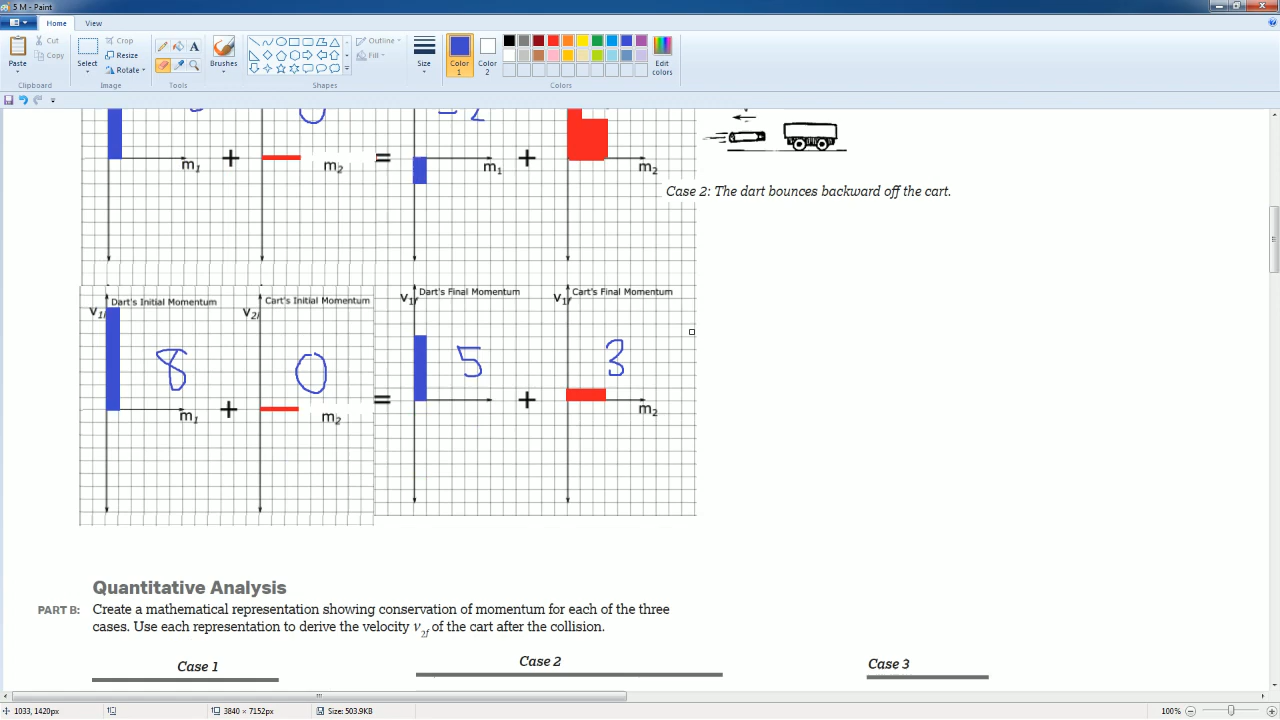 5 M - Paint
Home View
Paste Cut Copy
Clipboard
Select Crop Resize Rotate
Image
Tools
Brushes
Outline Fill
Shapes
Size
Color 1 Color 2
Edit colors
Colors
m1 + m2 = m1 + m2
Case 2: The dart bounces backward off the cart.
Dart's Initial Momentum Cart's Initial Momentum Dart's Final Momentum Cart's Final Momentum
V1i V2i V1f V1f
8 0 5 3
m1 + m2 = + m2
Quantitative Analysis
PART B: Create a mathematical representation showing conservation of momentum for each of the three
cases. Use each representation to derive the velocity v2f of the cart after the collision.
Case 1 Case 2 Case 3
100%
1033, 1420px 3840 × 7152px Size: 503.9KB 100%